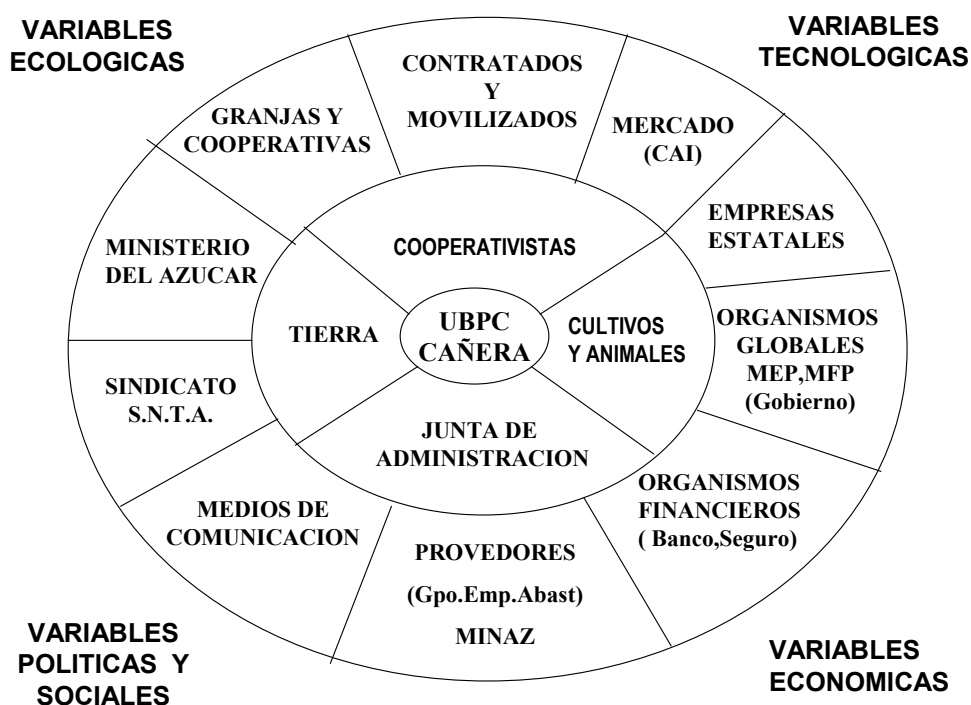 VARIABLES
ECOLOGICAS
VARIABLES
TECNOLOGICAS
CONTRATADOS
Y
MOVILIZADOS
GRANJAS Y
COOPERATIVAS
MERCADO
(CAI)
MINISTERIO
DEL AZUCAR
EMPRESAS
ESTATALES
COOPERATIVISTAS
TIERRA
UBPC
CAÑERA
CULTIVOS
Y ANIMALES
ORGANISMOS
GLOBALES
MEP,MFP
(Gobierno)
SINDICATO
S.N.T.A.
JUNTA DE
ADMINISTRACION
ORGANISMOS
FINANCIEROS
( Banco,Seguro)
MEDIOS DE
COMUNICACION
PROVEDORES
(Gpo.Emp.Abast)
MINAZ
VARIABLES
POLITICAS Y
SOCIALES
VARIABLES
ECONOMICAS